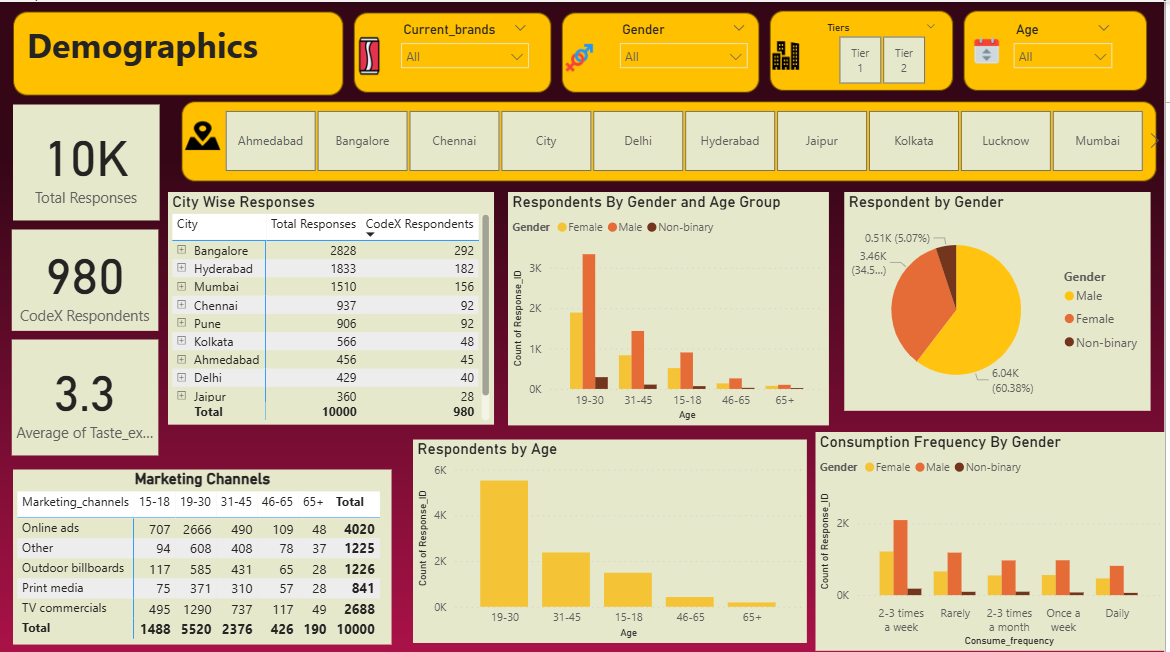 Demographics
Current_brands
All
Gender
All
Tiers
Tier 1
Tier 2
Age
All
Ahmedabad Bangalore Chennai City Delhi Hyderabad Jaipur Kolkata Lucknow Mumbai
10K
Total Responses
980
CodeX Respondents
3.3
Average of Taste_ex...
City Wise Responses
City Total Responses CodeX Respondents
Bangalore 2828 292
Hyderabad 1833 182
Mumbai 1510 156
Chennai 937 92
Pune 906 92
Kolkata 566 48
Ahmedabad 456 45
Delhi 429 40
Jaipur 360 28
Total 10000 980
Respondents By Gender and Age Group
Gender Female Male Non-binary
Count of Response_ID
3K
2K
1K
0K
19-30 31-45 15-18 46-65 65+
Age
Respondent by Gender
0.51K (5.07%)
3.46K
(34.5...)
6.04K
(60.38%)
Gender
Male
Female
Non-binary
Marketing Channels
Marketing_channels 15-18 19-30 31-45 46-65 65+ Total
Online ads 707 2666 490 109 48 4020
Other 94 608 408 78 37 1225
Outdoor billboards 117 585 431 65 28 1226
Print media 75 371 310 57 28 841
TV commercials 495 1290 737 117 49 2688
Total 1488 5520 2376 426 190 10000
Respondents by Age
Count of Response_ID
6K
4K
2K
0K
19-30 31-45 15-18 46-65 65+
Age
Consumption Frequency By Gender
Gender Female Male Non-binary
Count of Response_ID
2K
0K
2-3 times a week
Rarely
2-3 times a month
Once a week
Daily
Consume_frequency